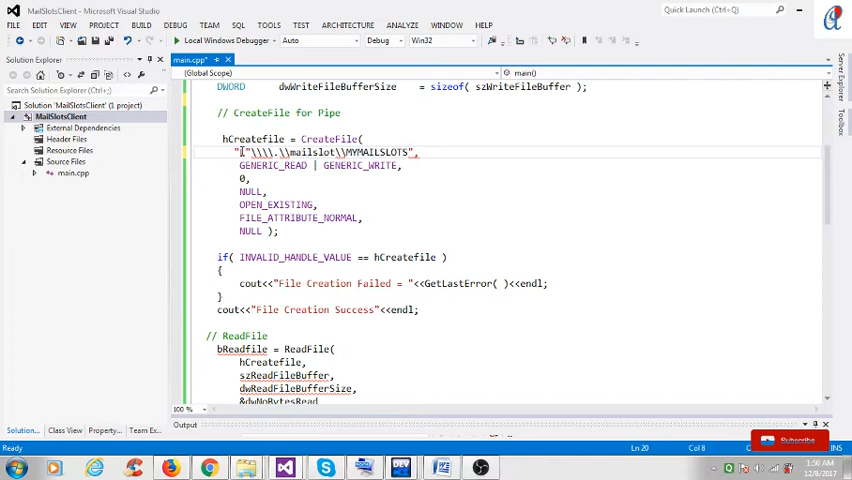 MailSlotsClient - Microsoft Visual Studio
Quick Launch (Ctrl+Q)
FILE EDIT VIEW PROJECT BUILD DEBUG TEAM SQL TOOLS TEST ARCHITECTURE ANALYZE WINDOW HELP
Local Windows Debugger Auto Debug Win32
Solution Explorer
main.cpp*
(Global Scope) main()
Search Solution Explorer (Ctrl+;)
Solution 'MailSlotsClient' (1 project)
MailSlotsClient
External Dependencies
Header Files
Resource Files
Source Files
main.cpp
DWORD dwWriteFileBufferSize = sizeof( szWriteFileBuffer );
// CreateFile for Pipe
hCreatefile = CreateFile(
""\\\\.\\mailslot\\MYMAILSLOTS",
GENERIC_READ | GENERIC_WRITE,
0,
NULL,
OPEN_EXISTING,
FILE_ATTRIBUTE_NORMAL,
NULL );
if( INVALID_HANDLE_VALUE == hCreatefile )
{
cout<<"File Creation Failed = "<<GetLastError( )<<endl;
}
cout<<"File Creation Success"<<endl;
// ReadFile
bReadfile = ReadFile(
hCreatefile,
szReadFileBuffer,
dwReadFileBufferSize,
&dwNoBytesRead
100 %
Server Explorer
Toolbox
Solution... Class View Property... Team Ex...
Output
Subscribe
Ready Ln 20 Col 8 INS
1:50 AM
12/8/2017